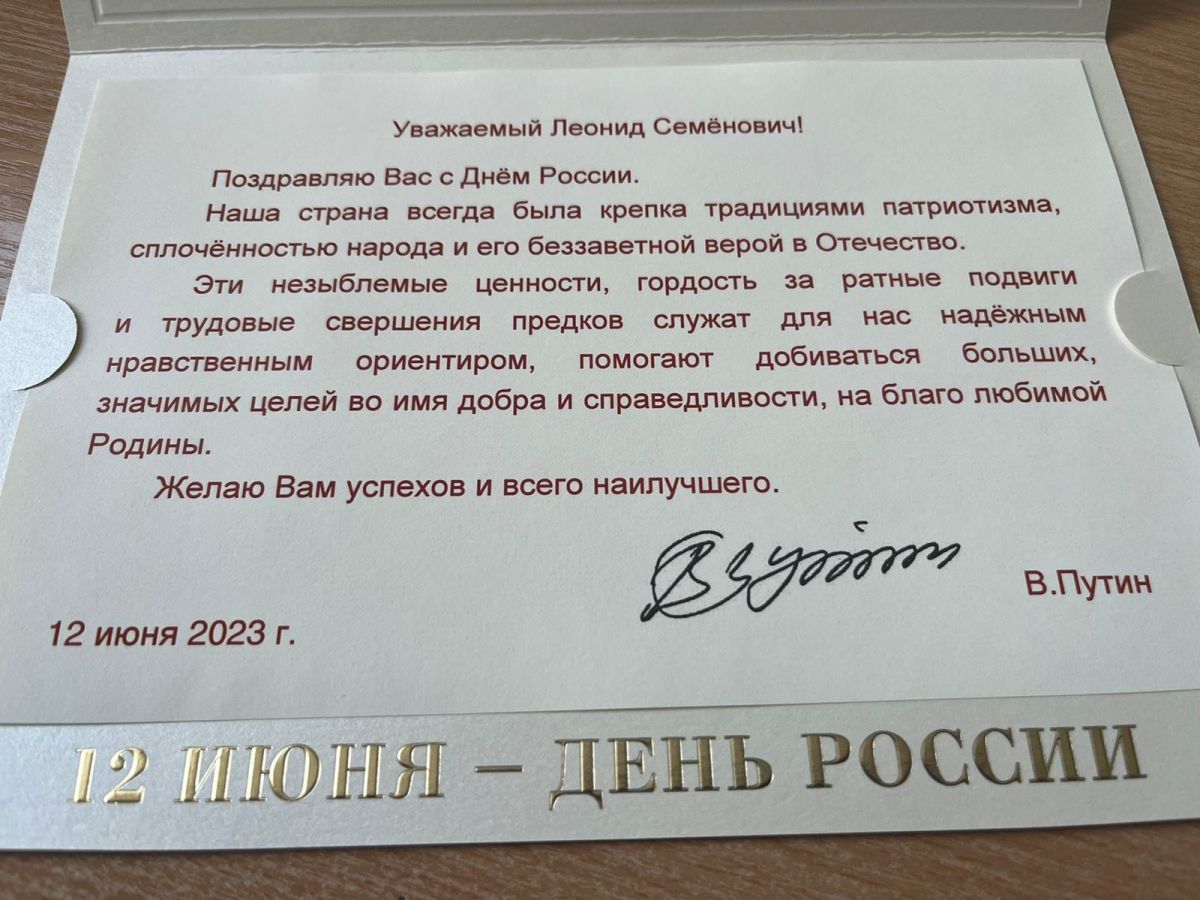 Уважаемый Леонид Семёнович!
Поздравляю Вас с Днём России.
Наша страна всегда была крепка традициями патриотизма,
сплочённостью народа и его беззаветной верой в Отечество.
Эти незыблемые ценности, гордость за ратные подвиги
и трудовые свершения предков служат для нас надёжным
нравственным ориентиром, помогают добиваться больших,
значимых целей во имя добра и справедливости, на благо любимой
Родины.
Желаю Вам успехов и всего наилучшего.
В.Путин
12 июня 2023 г.
12 ИЮНЯ – ДЕНЬ РОССИИ